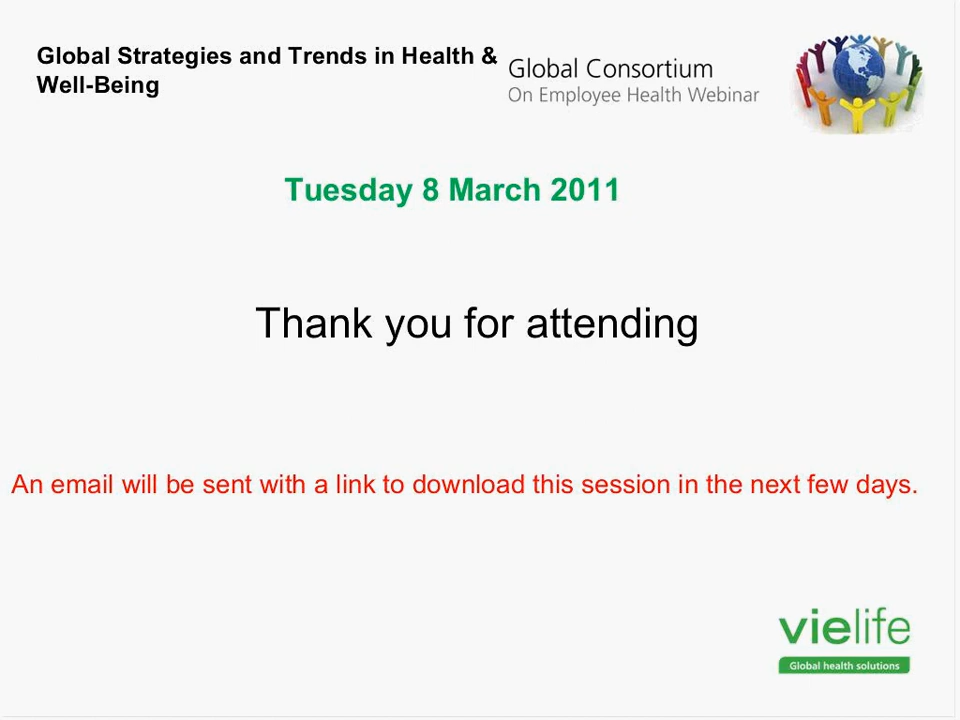 Global Strategies and Trends in Health &
Well-Being
Global Consortium
On Employee Health Webinar
Tuesday 8 March 2011
Thank you for attending
An email will be sent with a link to download this session in the next few days.
vielife
Global health solutions